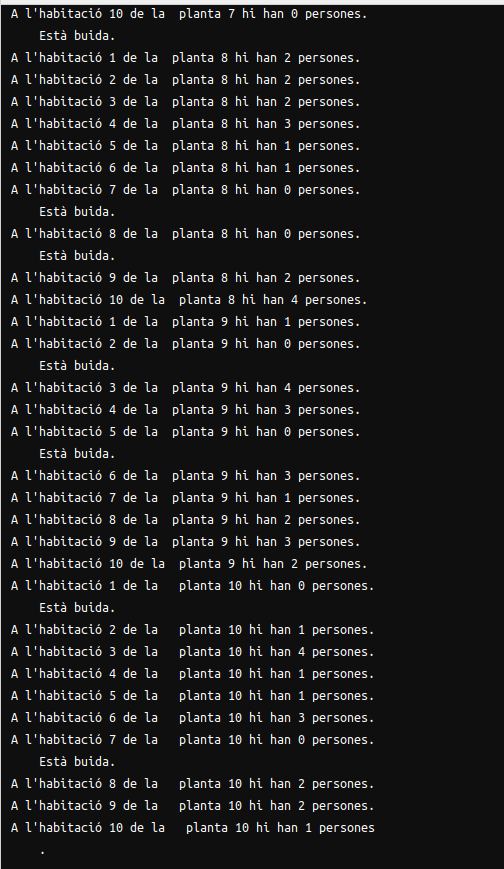 A l'habitació 10 de la  planta 7 hi han 0 persones.
    Està buida.
A l'habitació 1 de la  planta 8 hi han 2 persones.
A l'habitació 2 de la  planta 8 hi han 2 persones.
A l'habitació 3 de la  planta 8 hi han 2 persones.
A l'habitació 4 de la  planta 8 hi han 3 persones.
A l'habitació 5 de la  planta 8 hi han 1 persones.
A l'habitació 6 de la  planta 8 hi han 1 persones.
A l'habitació 7 de la  planta 8 hi han 0 persones.
    Està buida.
A l'habitació 8 de la  planta 8 hi han 0 persones.
    Està buida.
A l'habitació 9 de la  planta 8 hi han 2 persones.
A l'habitació 10 de la  planta 8 hi han 4 persones.
A l'habitació 1 de la  planta 9 hi han 1 persones.
A l'habitació 2 de la  planta 9 hi han 0 persones.
    Està buida.
A l'habitació 3 de la  planta 9 hi han 4 persones.
A l'habitació 4 de la  planta 9 hi han 3 persones.
A l'habitació 5 de la  planta 9 hi han 0 persones.
    Està buida.
A l'habitació 6 de la  planta 9 hi han 3 persones.
A l'habitació 7 de la  planta 9 hi han 1 persones.
A l'habitació 8 de la  planta 9 hi han 2 persones.
A l'habitació 9 de la  planta 9 hi han 3 persones.
A l'habitació 10 de la  planta 9 hi han 2 persones.
A l'habitació 1 de la   planta 10 hi han 0 persones.
    Està buida.
A l'habitació 2 de la   planta 10 hi han 1 persones.
A l'habitació 3 de la   planta 10 hi han 4 persones.
A l'habitació 4 de la   planta 10 hi han 1 persones.
A l'habitació 5 de la   planta 10 hi han 1 persones.
A l'habitació 6 de la   planta 10 hi han 3 persones.
A l'habitació 7 de la   planta 10 hi han 0 persones.
    Està buida.
A l'habitació 8 de la   planta 10 hi han 2 persones.
A l'habitació 9 de la   planta 10 hi han 2 persones.
A l'habitació 10 de la   planta 10 hi han 1 persones
    .